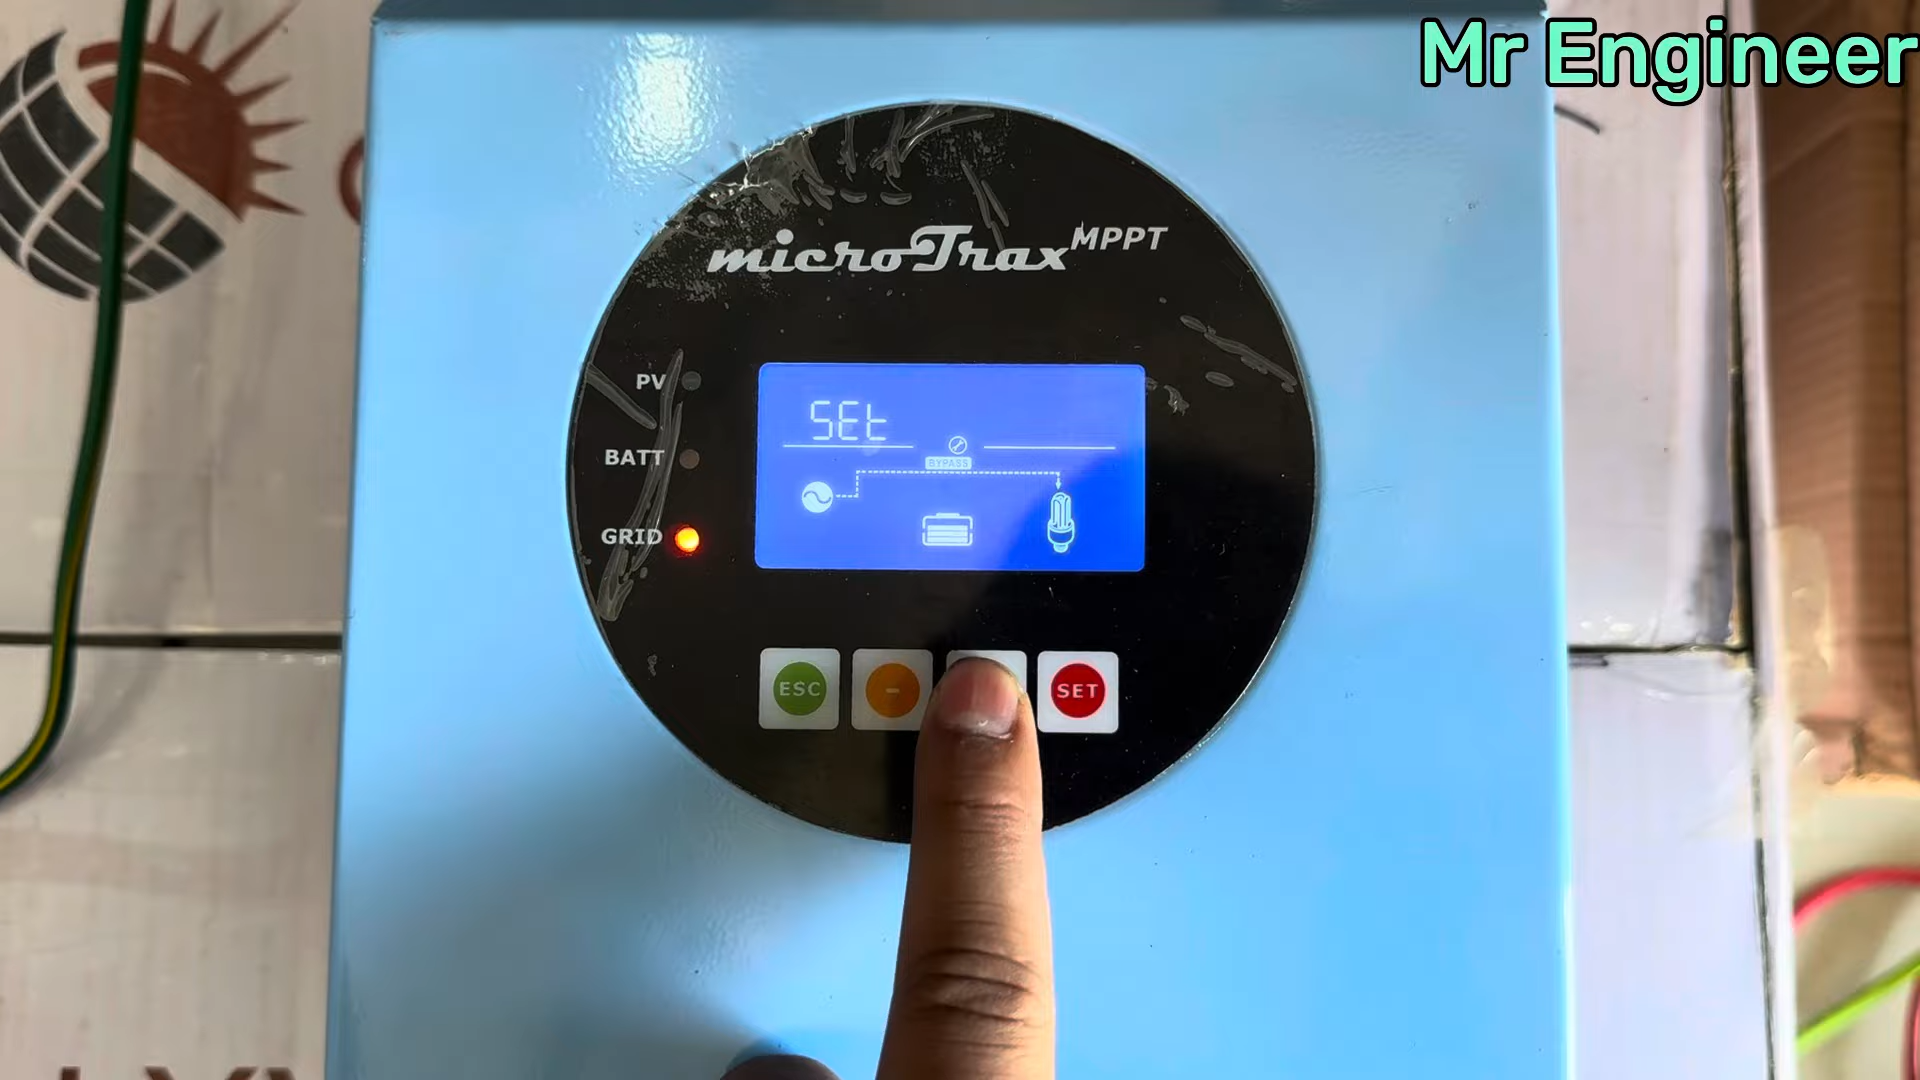 Mr Engineer
microTrax MPPT
PV
SEt
BYPASS
BATT
GRID
ESC
-
SET